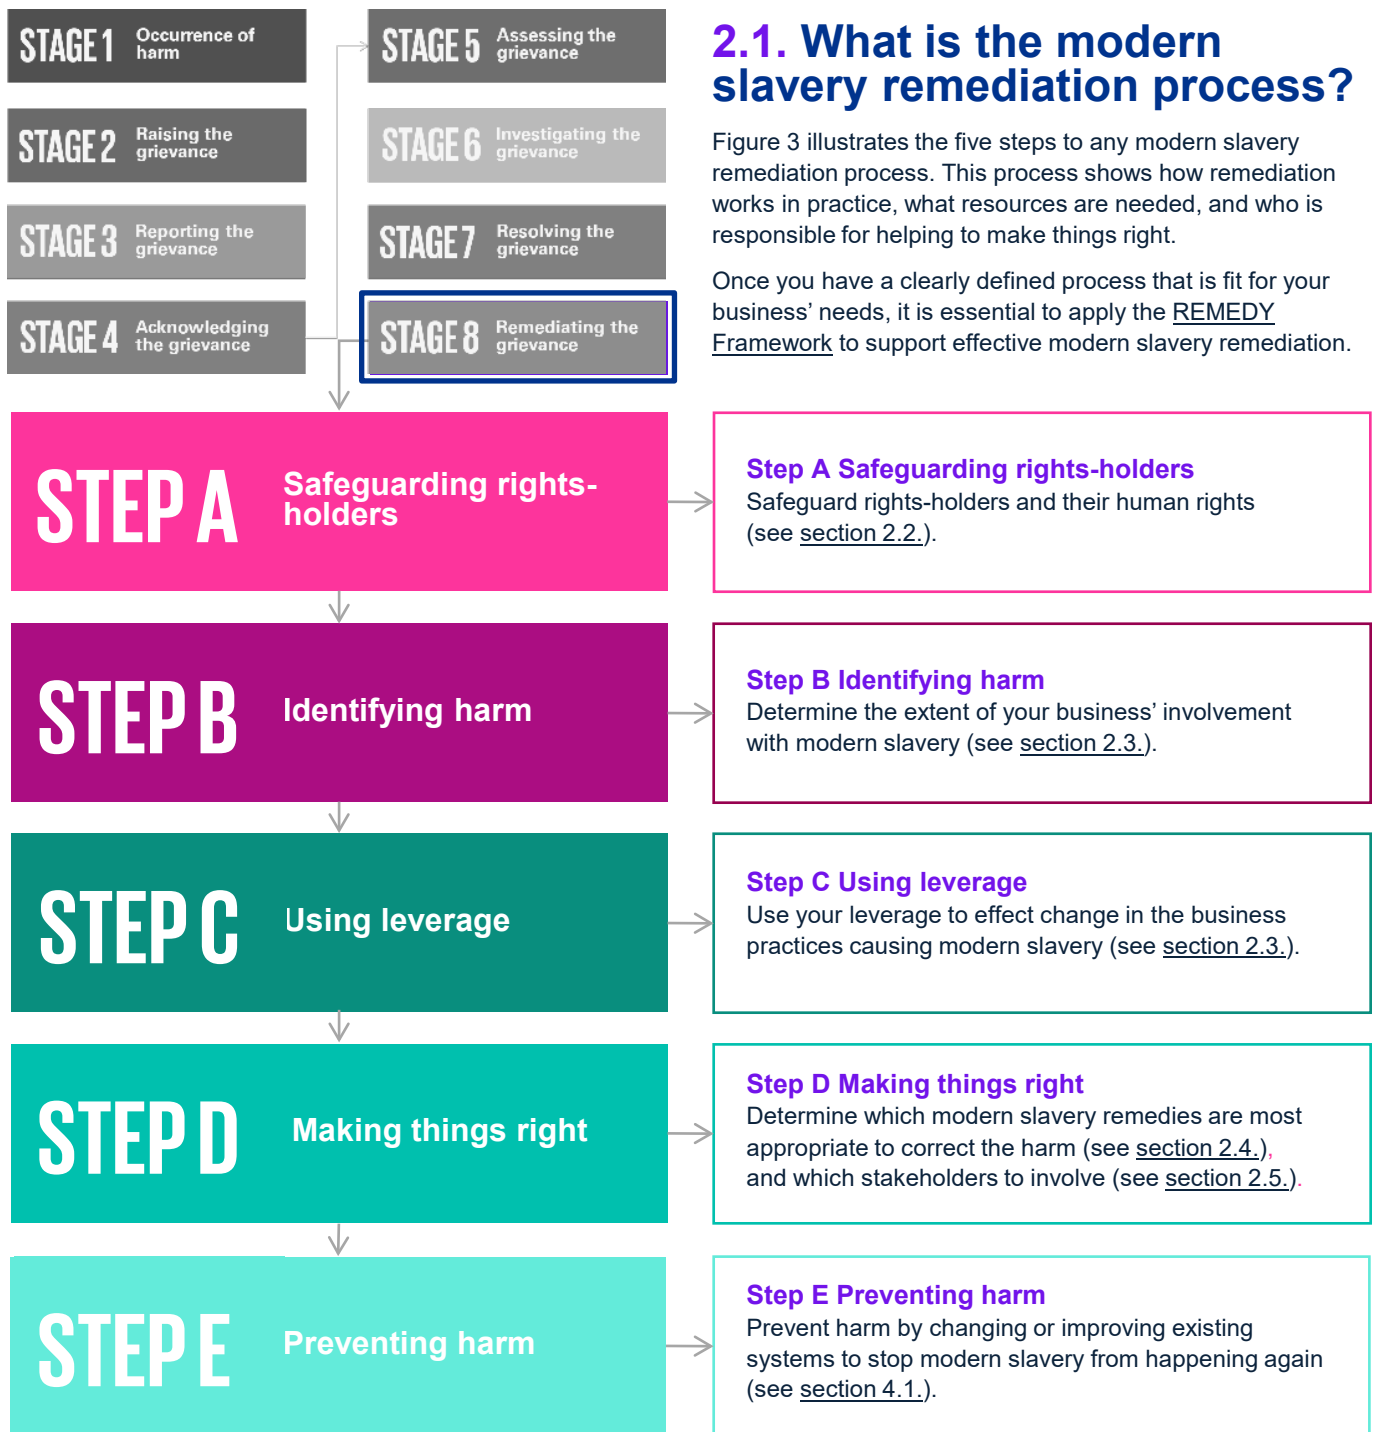 STAGE 1 Occurrence of
harm
STAGE 2 Raising the
grievance
STAGE 3 Reporting the
grievance
STAGE 4 Acknowledging
the grievance
STAGE 5 Assessing the
grievance
STAGE 6 Investigating the
grievance
STAGE 7 Resolving the
grievance
STAGE 8 Remediating the
grievance
2.1. What is the modern
slavery remediation process?
Figure 3 illustrates the five steps to any modern slavery
remediation process. This process shows how remediation
works in practice, what resources are needed, and who is
responsible for helping to make things right.
Once you have a clearly defined process that is fit for your
business’ needs, it is essential to apply the REMEDY
Framework to support effective modern slavery remediation.
STEP A Safeguarding rights-
holders
Step A Safeguarding rights-holders
Safeguard rights-holders and their human rights
(see section 2.2.).
STEP B Identifying harm
Step B Identifying harm
Determine the extent of your business’ involvement
with modern slavery (see section 2.3.).
STEP C Using leverage
Step C Using leverage
Use your leverage to effect change in the business
practices causing modern slavery (see section 2.3.).
STEP D Making things right
Step D Making things right
Determine which modern slavery remedies are most
appropriate to correct the harm (see section 2.4.),
and which stakeholders to involve (see section 2.5.).
STEP E Preventing harm
Step E Preventing harm
Prevent harm by changing or improving existing
systems to stop modern slavery from happening again
(see section 4.1.).